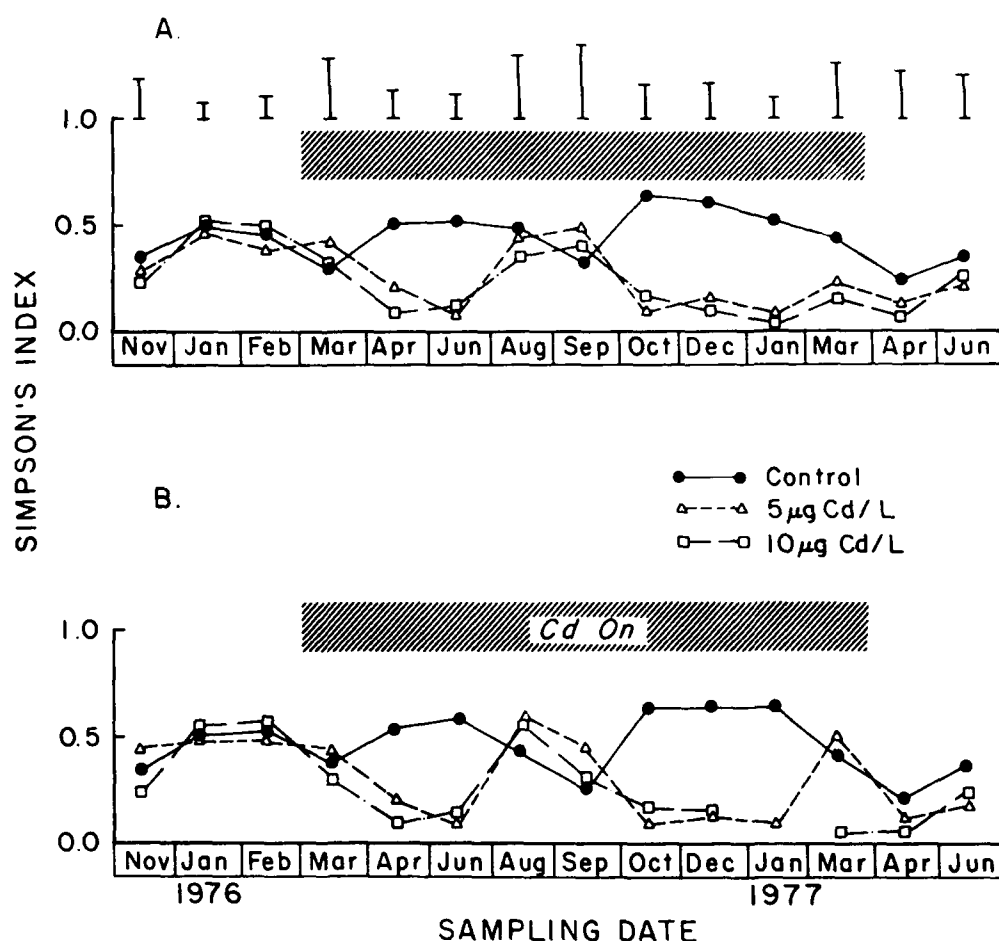 A.
1.0
0.5
0.0
Nov Jan Feb Mar Apr Jun Aug Sep Oct Dec Jan Mar Apr Jun
SIMPSON'S INDEX
B.
Control
5µg Cd/L
10µg Cd/L
Cd On
1.0
0.5
0.0
Nov Jan Feb Mar Apr Jun Aug Sep Oct Dec Jan Mar Apr Jun
1976 1977
SAMPLING DATE